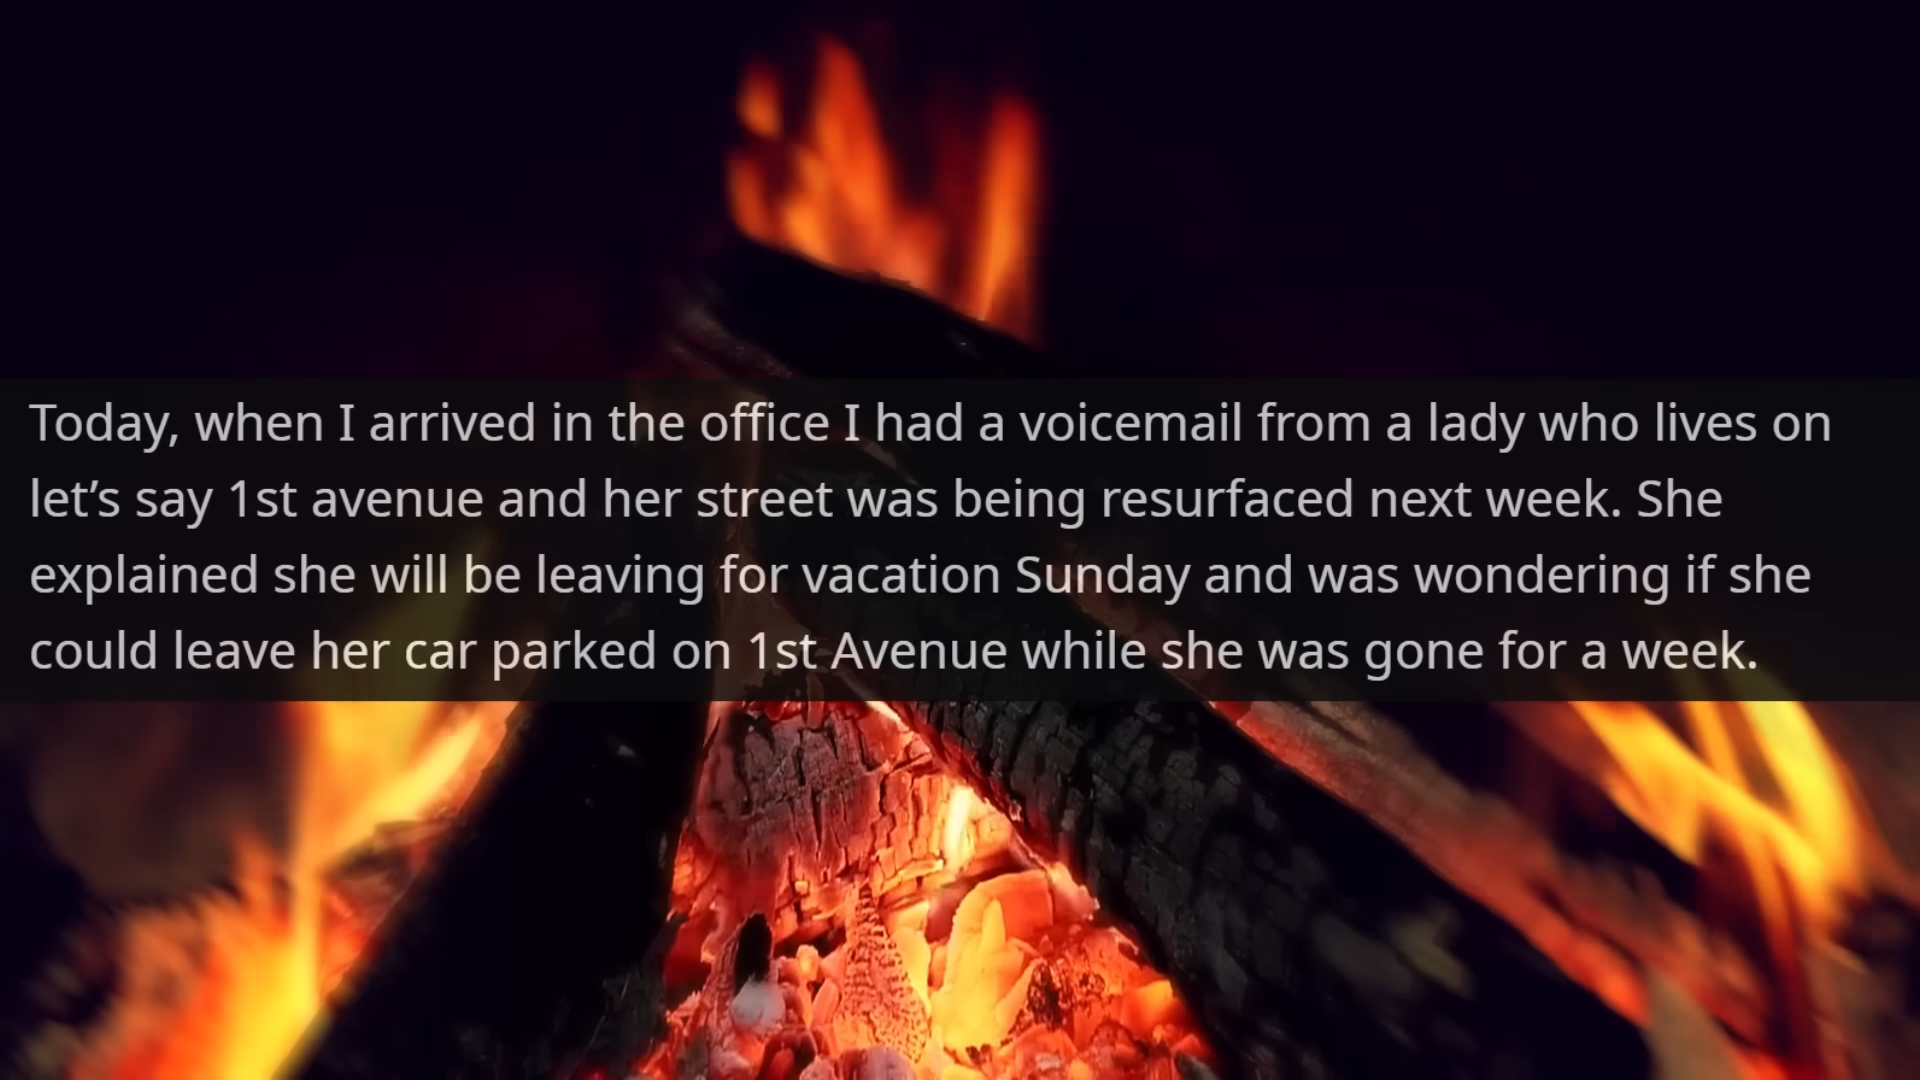 Today, when I arrived in the office I had a voicemail from a lady who lives on
let’s say 1st avenue and her street was being resurfaced next week. She
explained she will be leaving for vacation Sunday and was wondering if she
could leave her car parked on 1st Avenue while she was gone for a week.